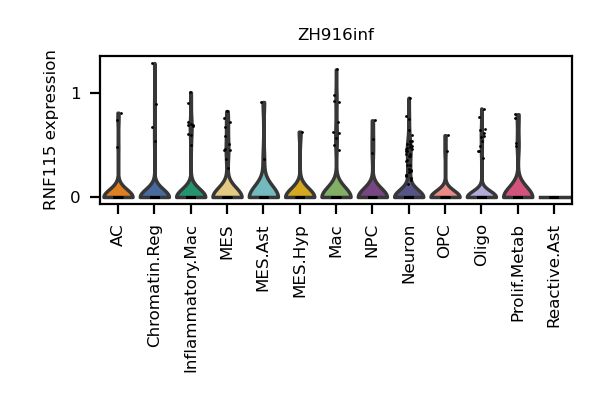 ZH916inf
RNF115 expression
1
0
AC
Chromatin.Reg
Inflammatory.Mac
MES
MES.Ast
MES.Hyp
Mac
NPC
Neuron
OPC
Oligo
Prolif.Metab
Reactive.Ast